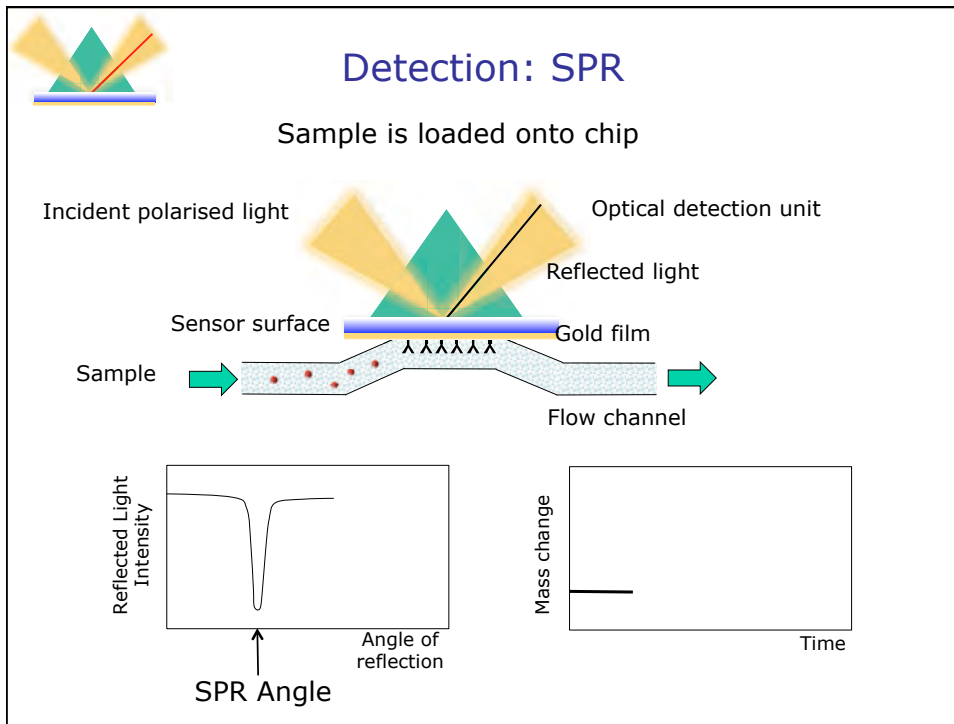 Detection: SPR
Sample is loaded onto chip
Incident polarised light
Optical detection unit
Reflected light
Sensor surface
Gold film
Sample
Flow channel
Reflected Light
Intensity
Angle of
reflection
SPR Angle
Mass change
Time